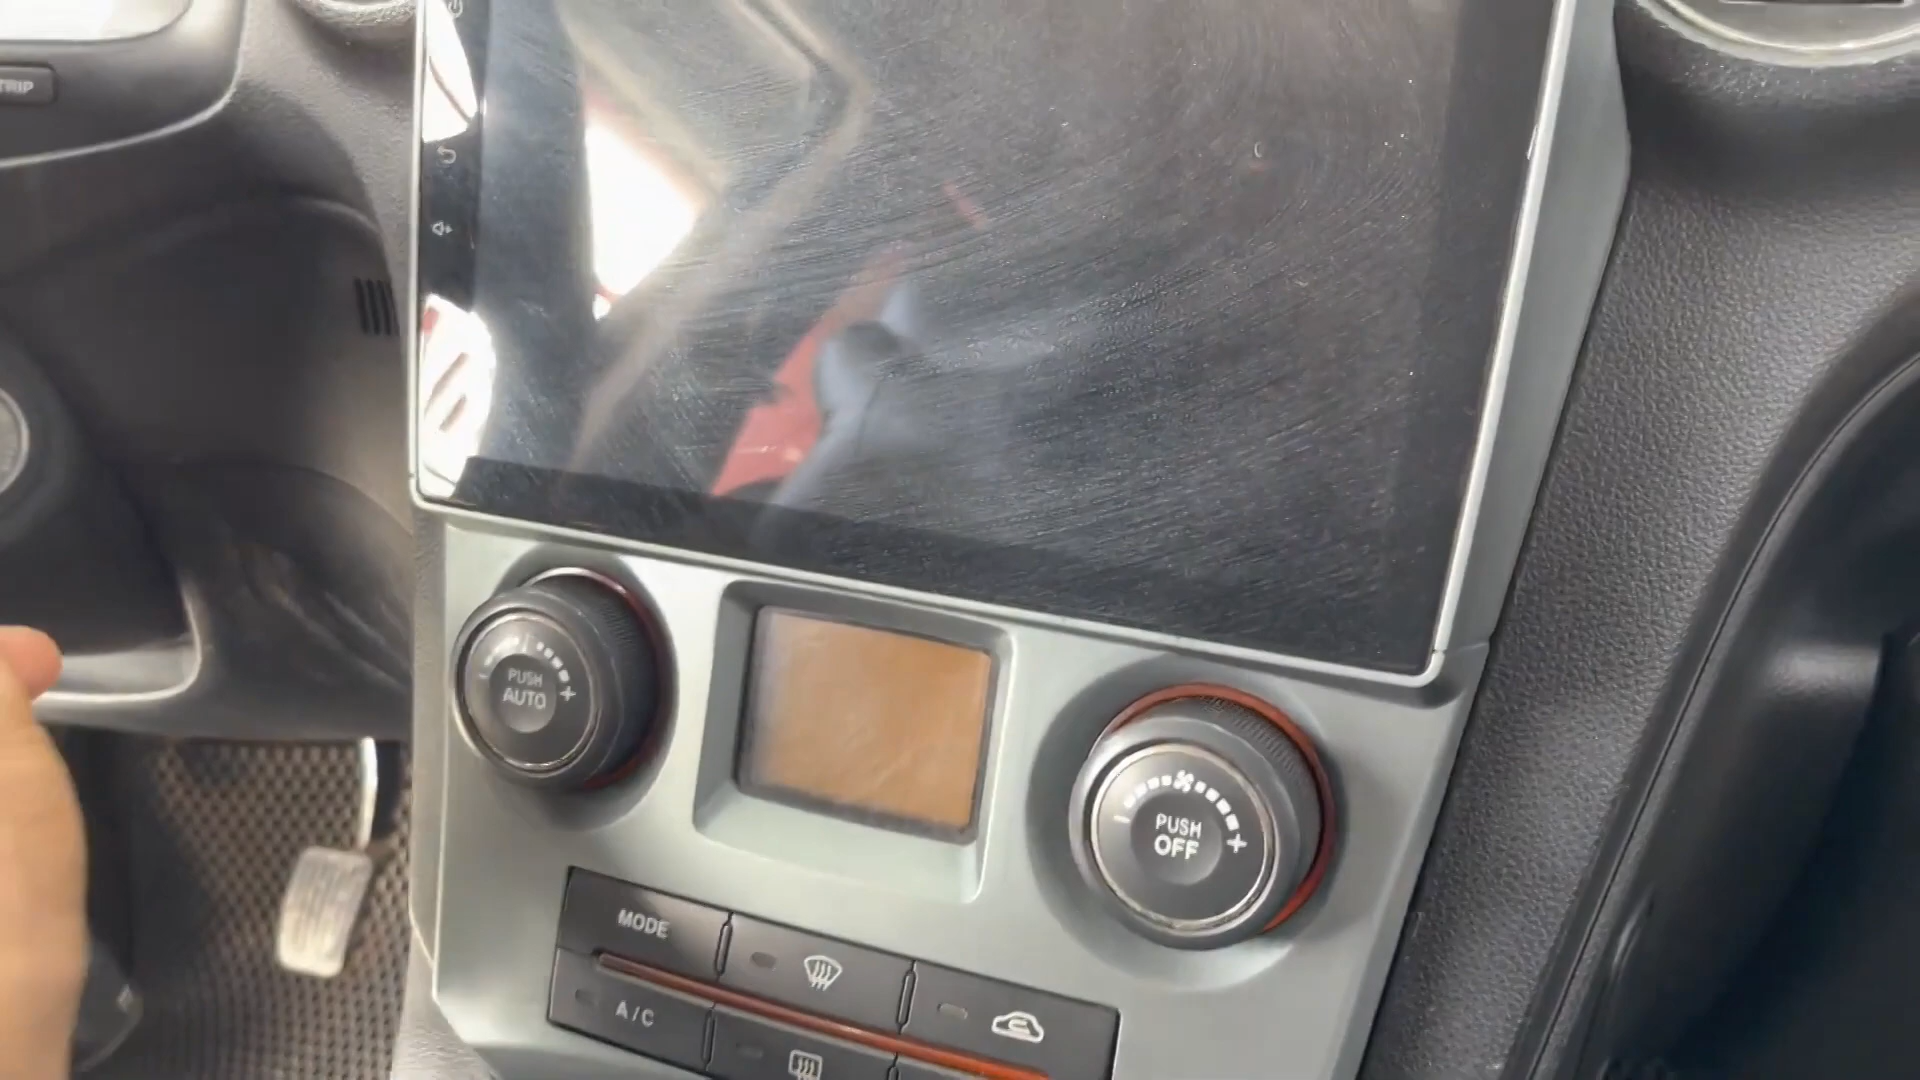 TRIP
PUSH
AUTO
+
PUSH
OFF
- +
MODE
A/C